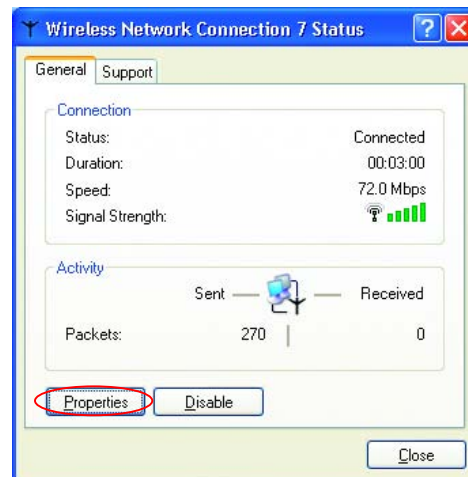 Wireless Network Connection 7 Status
General Support
Connection
Status: Connected
Duration: 00:03:00
Speed: 72.0 Mbps
Signal Strength:
Activity
Sent Received
Packets: 270 0
Properties Disable
Close